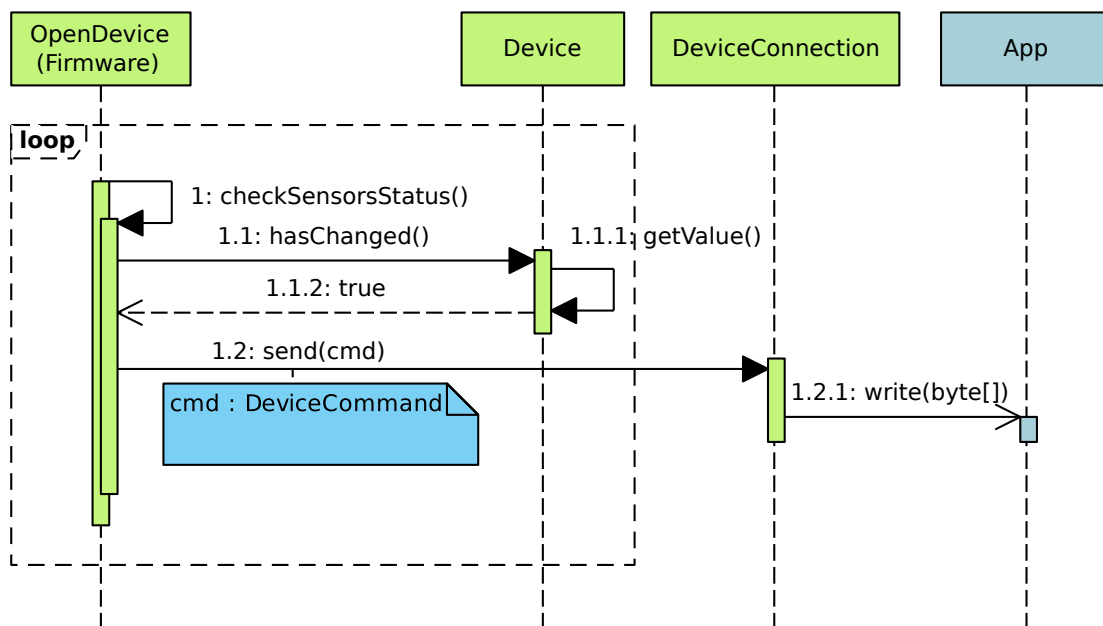 OpenDevice
(Firmware)
Device
DeviceConnection
App
loop
1: checkSensorsStatus()
1.1: hasChanged()
1.1.1: getValue()
1.1.2: true
1.2: send(cmd)
cmd : DeviceCommand
1.2.1: write(byte[])